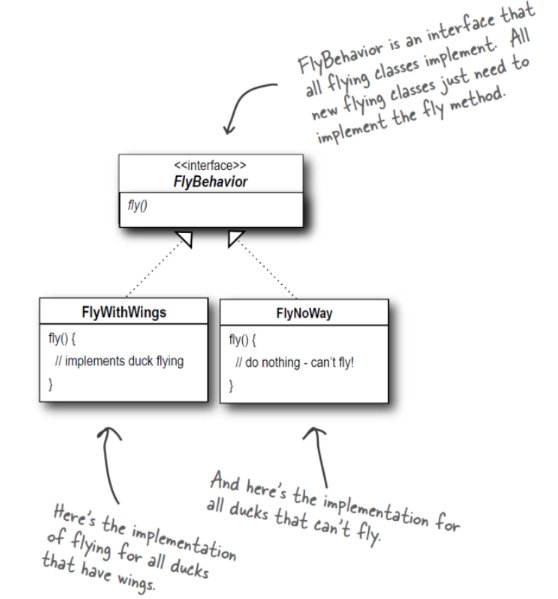 FlyBehavior is an interface that
all flying classes implement. All
new flying classes just need to
implement the fly method.
<<interface>>
FlyBehavior
fly()
FlyWithWings
fly() {
// implements duck flying
}
FlyNoWay
fly() {
// do nothing - can't fly!
}
Here's the implementation
of flying for all ducks
that have wings.
And here's the implementation for
all ducks that can't fly.